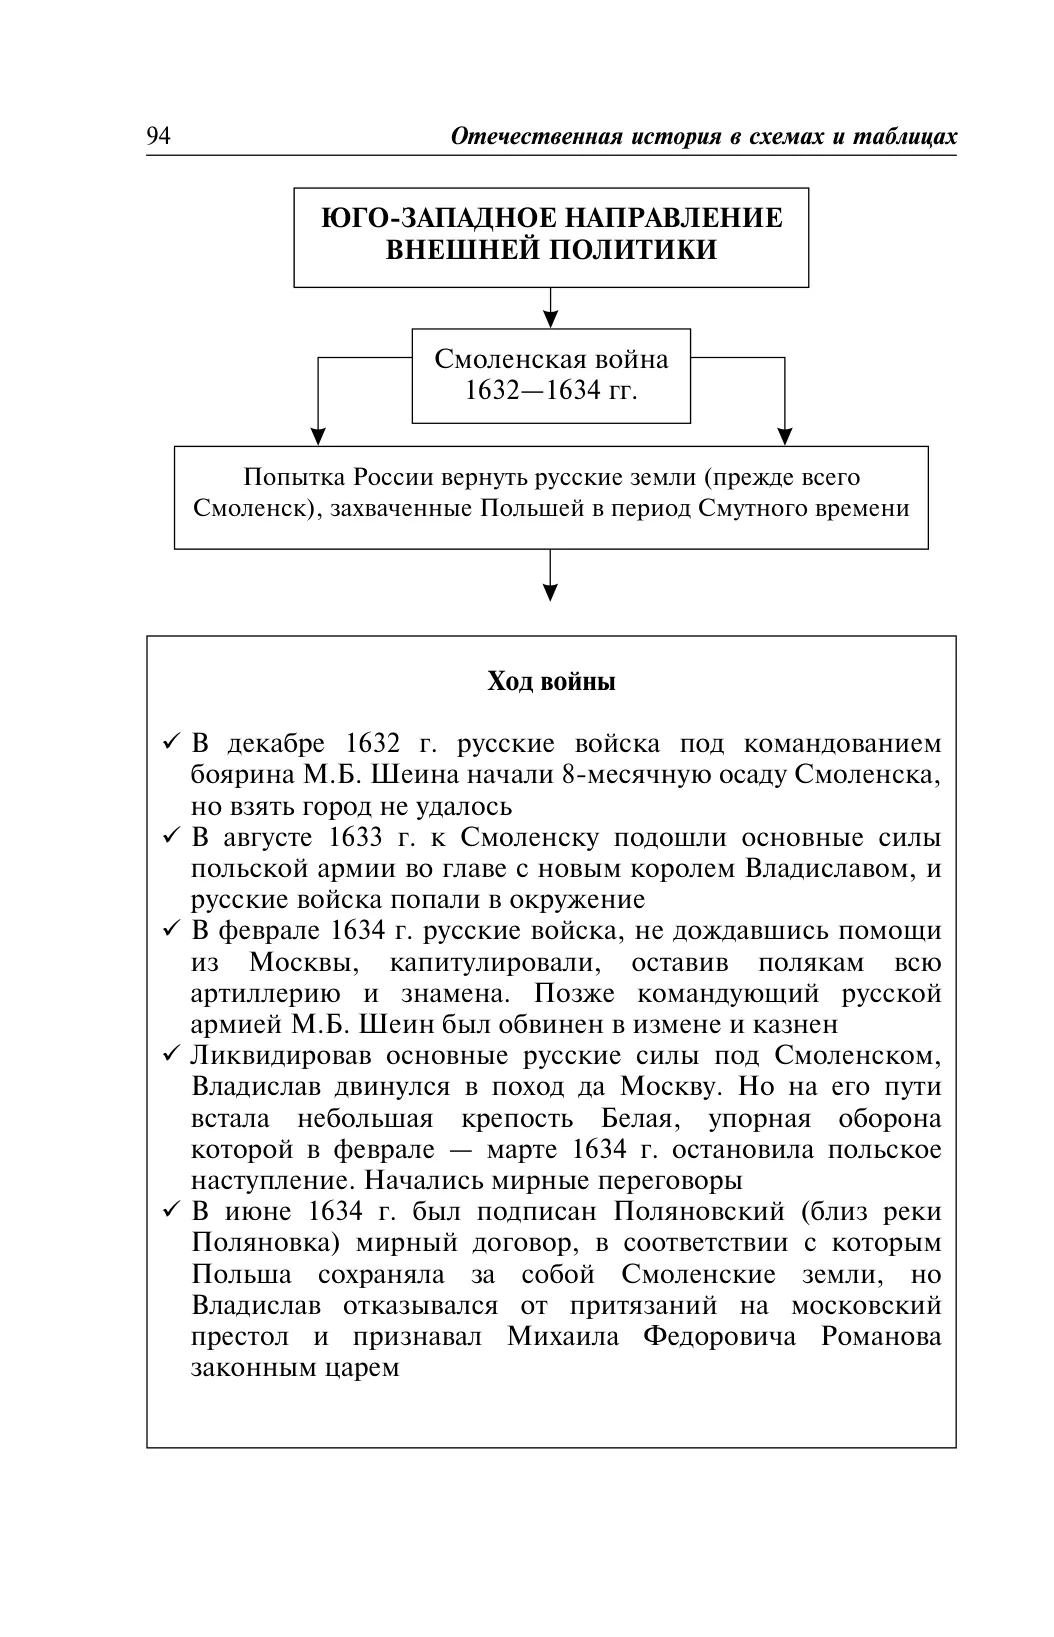 94
Отечественная история в схемах и таблицах
ЮГО-ЗАПАДНОЕ НАПРАВЛЕНИЕ
ВНЕШНЕЙ ПОЛИТИКИ
Смоленская война
1632—1634 гг.
Попытка России вернуть русские земли (прежде всего
Смоленск), захваченные Польшей в период Смутного времени
Ход войны
✓ В декабре 1632 г. русские войска под командованием
боярина М.Б. Шеина начали 8-месячную осаду Смоленска,
но взять город не удалось
✓ В августе 1633 г. к Смоленску подошли основные силы
польской армии во главе с новым королем Владиславом, и
русские войска попали в окружение
✓ В феврале 1634 г. русские войска, не дождавшись помощи
из Москвы, капитулировали, оставив полякам всю
артиллерию и знамена. Позже командующий русской
армией М.Б. Шеин был обвинен в измене и казнен
✓ Ликвидировав основные русские силы под Смоленском,
Владислав двинулся в поход да Москву. Но на его пути
встала небольшая крепость Белая, упорная оборона
которой в феврале — марте 1634 г. остановила польское
наступление. Начались мирные переговоры
✓ В июне 1634 г. был подписан Поляновский (близ реки
Поляновка) мирный договор, в соответствии с которым
Польша сохраняла за собой Смоленские земли, но
Владислав отказывался от притязаний на московский
престол и признавал Михаила Федоровича Романова
законным царем